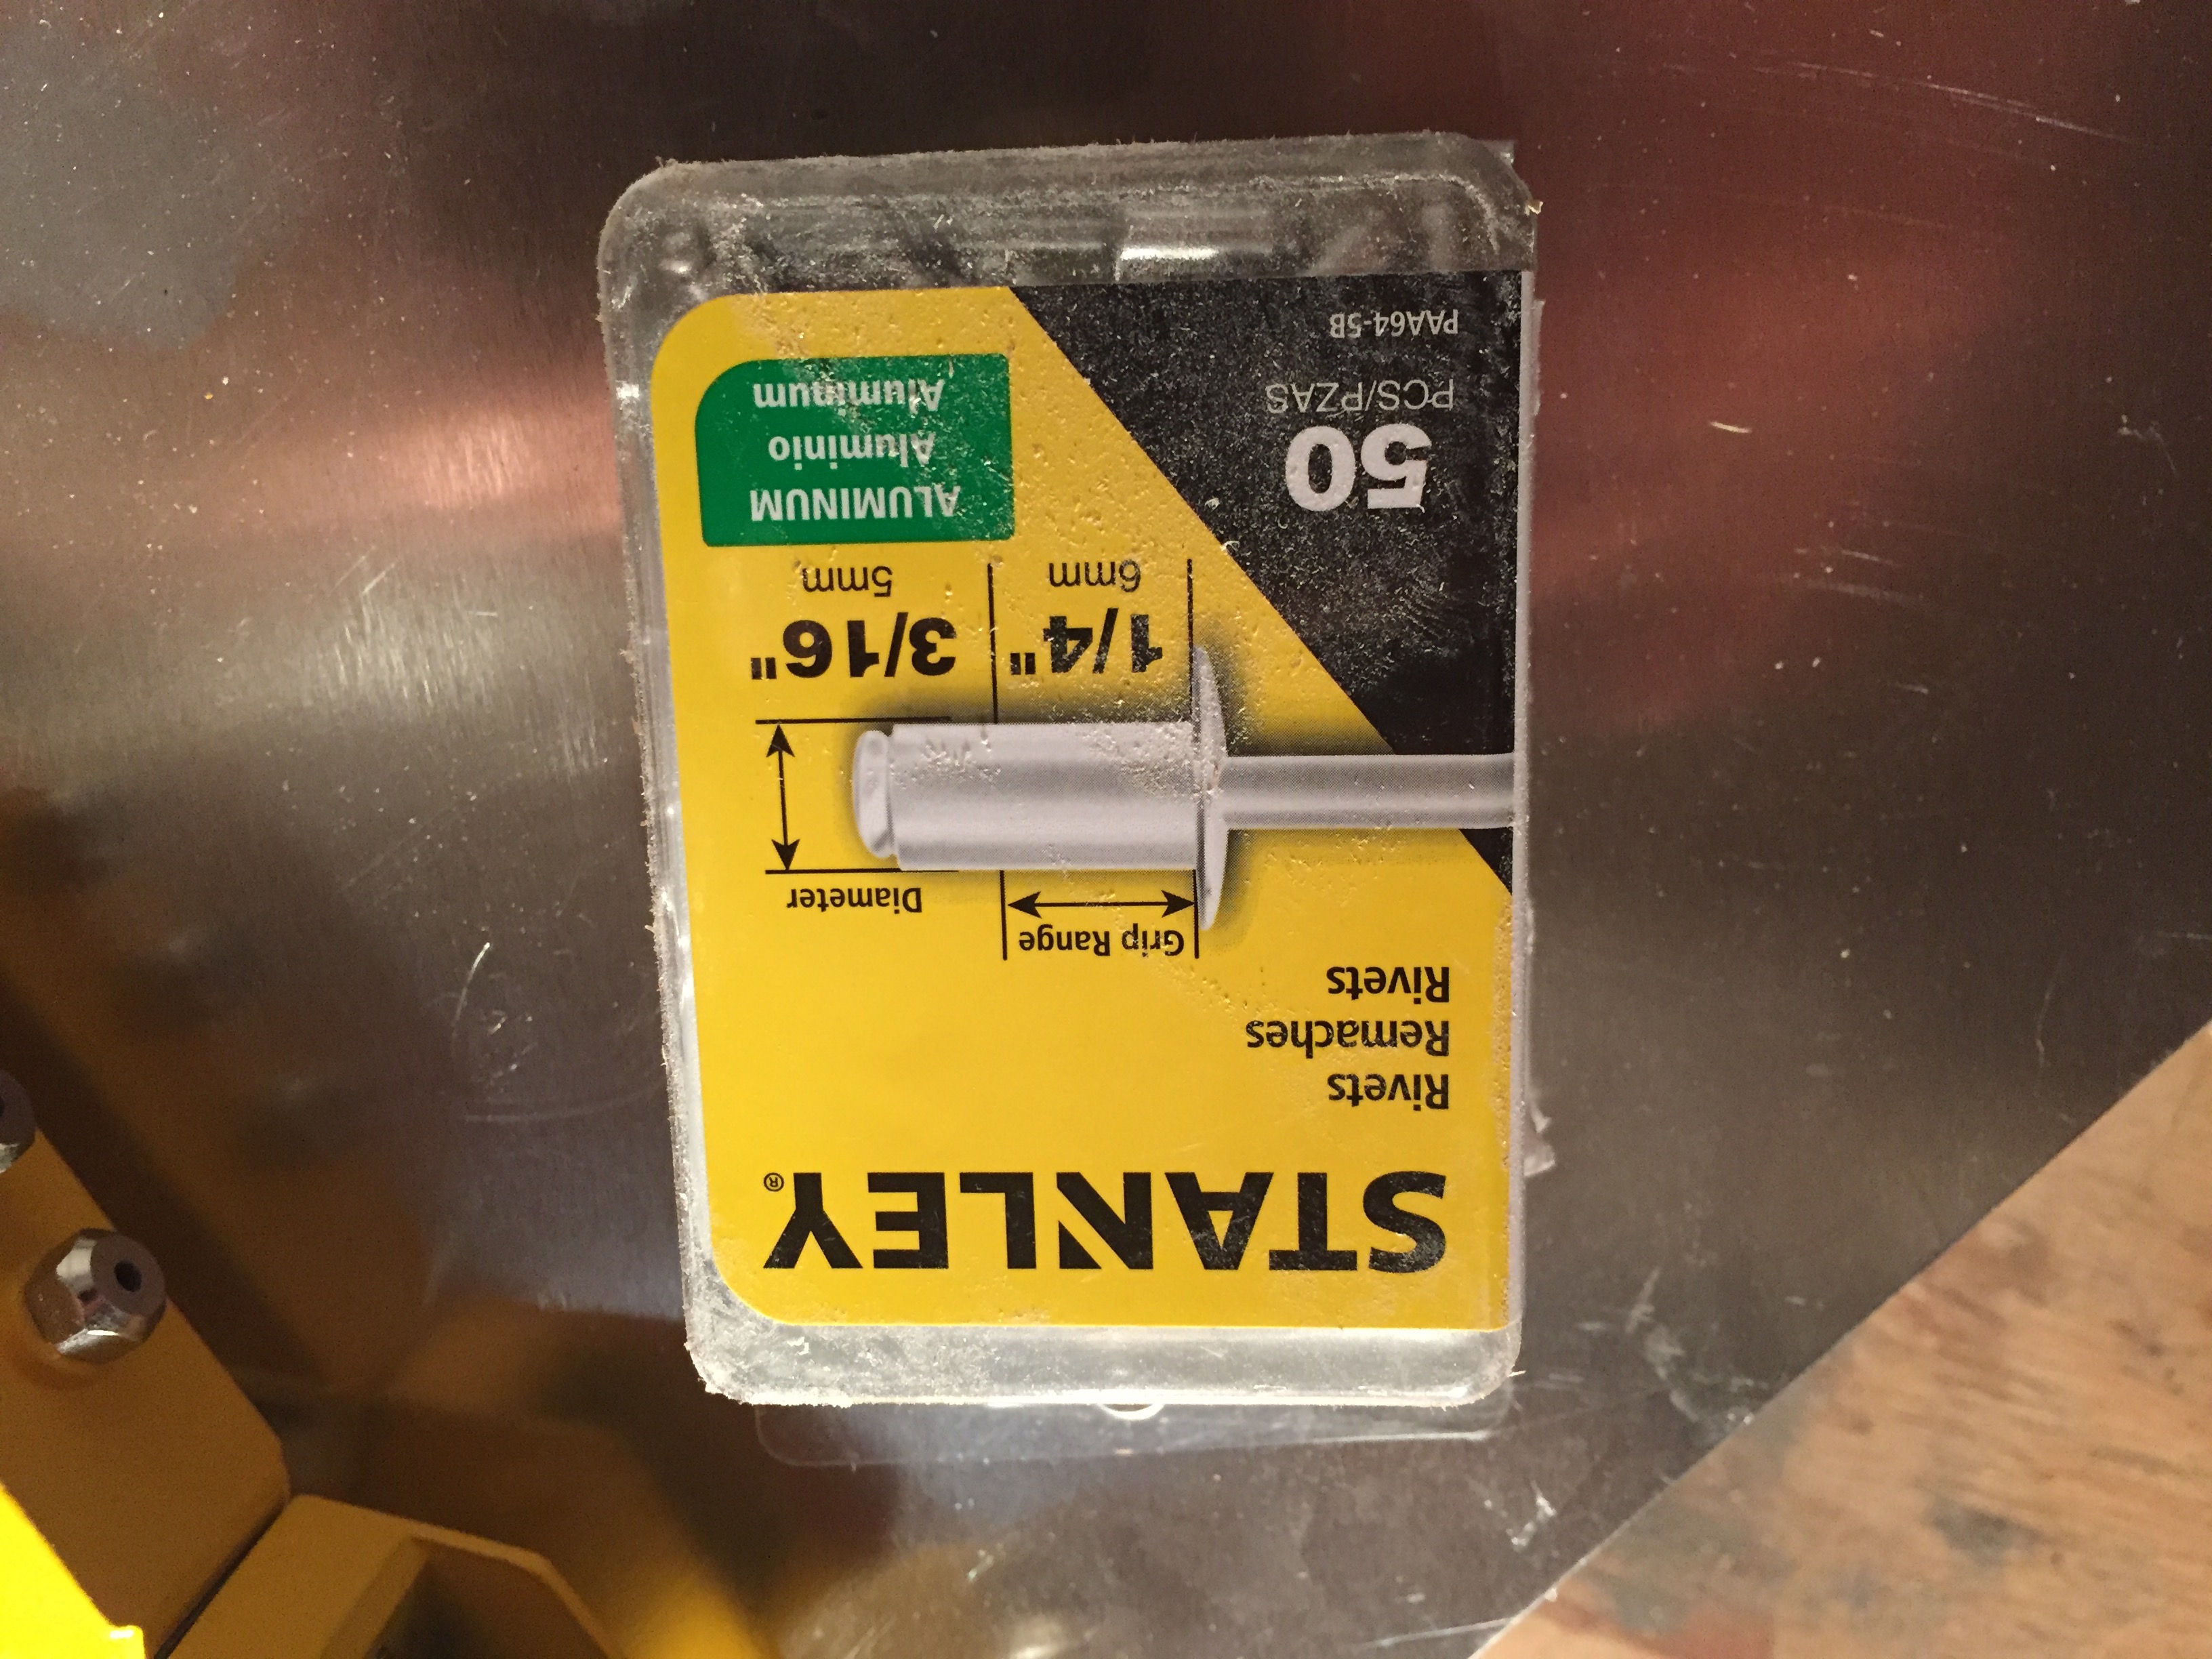 STANLEY®
Rivets
Remaches
Rivets
Grip Range
Diameter
1/4" 3/16"
6mm 5mm
ALUMINUM
Aluminio
Aluminum
50
PCS/PZAS
PAA64-5B